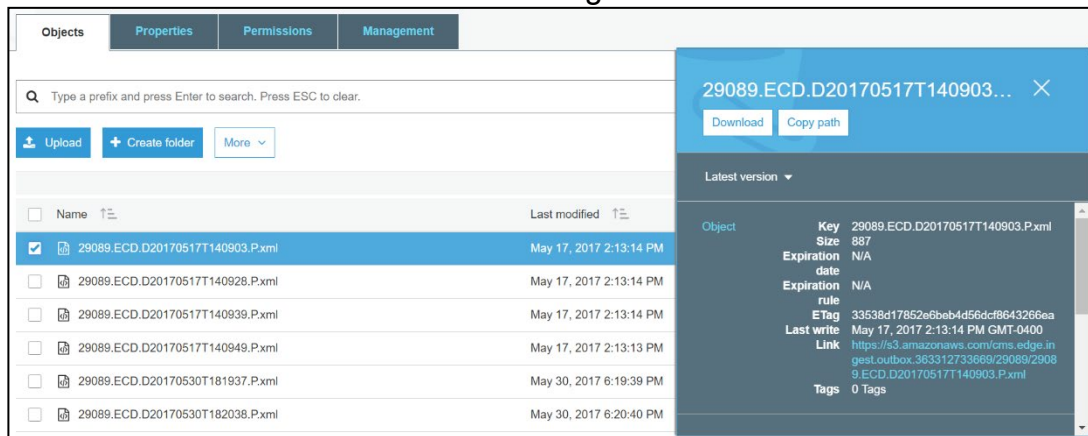 Objects Properties Permissions Management
Type a prefix and press Enter to search. Press ESC to clear.
Upload Create folder More
Name Last modified
29089.ECD.D20170517T140903.P.xml May 17, 2017 2:13:14 PM
29089.ECD.D20170517T140928.P.xml May 17, 2017 2:13:14 PM
29089.ECD.D20170517T140939.P.xml May 17, 2017 2:13:14 PM
29089.ECD.D20170517T140949.P.xml May 17, 2017 2:13:13 PM
29089.ECD.D20170530T181937.P.xml May 30, 2017 6:19:39 PM
29089.ECD.D20170530T182038.P.xml May 30, 2017 6:20:40 PM
29089.ECD.D20170517T140903...
Download Copy path
Latest version
Object Key 29089.ECD.D20170517T140903.P.xml
Size 887
Expiration N/A
date
Expiration N/A
rule
ETag 33538d17852e6beb4d56dcf8643266ea
Last write May 17, 2017 2:13:14 PM GMT-0400
Link https://s3.amazonaws.com/cms.edge.in
gest.outbox.363312733669/29089/2908
9.ECD.D20170517T140903.P.xml
Tags 0 Tags